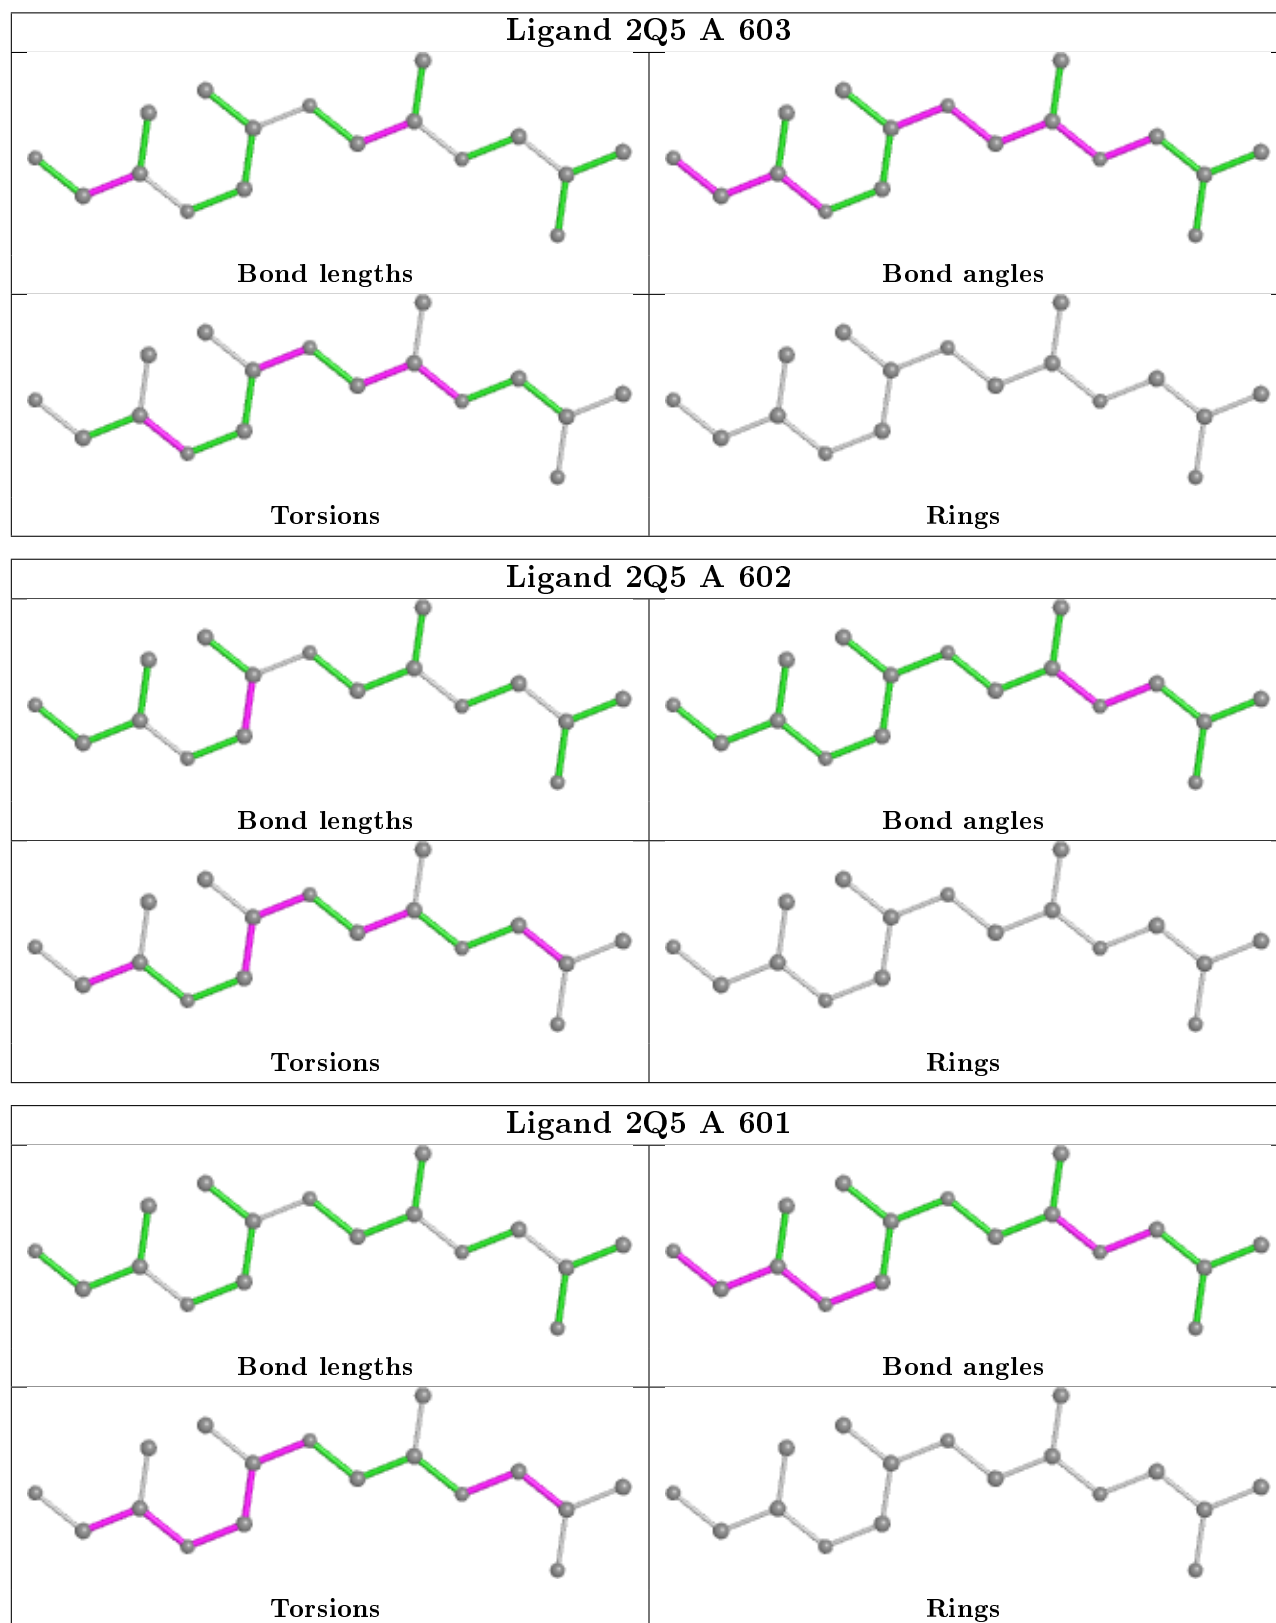 Ligand 2Q5 A 603
Bond lengths
Bond angles
Torsions
Rings
Ligand 2Q5 A 602
Bond lengths
Bond angles
Torsions
Rings
Ligand 2Q5 A 601
Bond lengths
Bond angles
Torsions
Rings